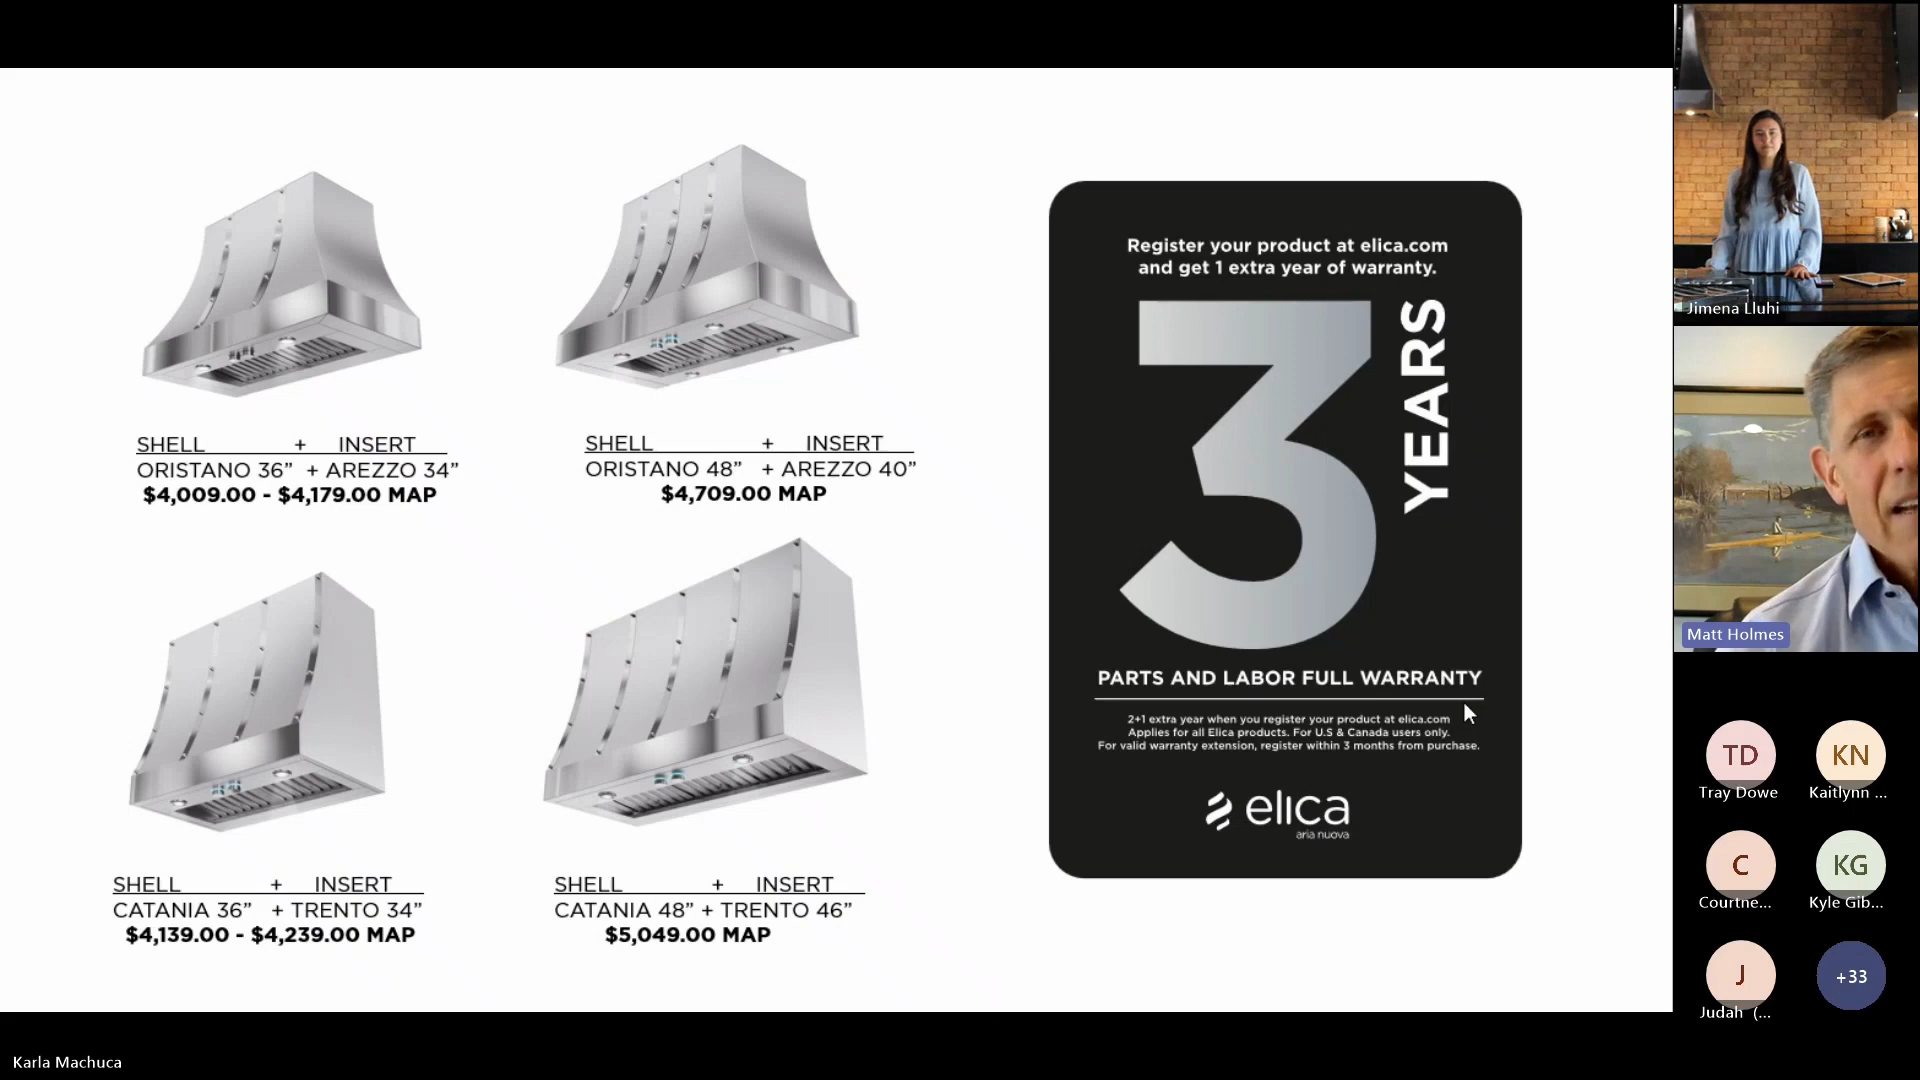 SHELL + INSERT
ORISTANO 36” + AREZZO 34”
$4,009.00 - $4,179.00 MAP
SHELL + INSERT
ORISTANO 48” + AREZZO 40”
$4,709.00 MAP
SHELL + INSERT
CATANIA 36” + TRENTO 34”
$4,139.00 - $4,239.00 MAP
SHELL + INSERT
CATANIA 48” + TRENTO 46”
$5,049.00 MAP
Register your product at elica.com
and get 1 extra year of warranty.
3
YEARS
PARTS AND LABOR FULL WARRANTY
2+1 extra year when you register your product at elica.com
Applies for all Elica products. For U.S & Canada users only.
For valid warranty extension, register within 3 months from purchase.
elica
aria nuova
Jimena Lluhi
Matt Holmes
TD
Tray Dowe
KN
Kaitlynn ...
C
Courtne...
KG
Kyle Gib...
J
Judah (...
+33
Karla Machuca